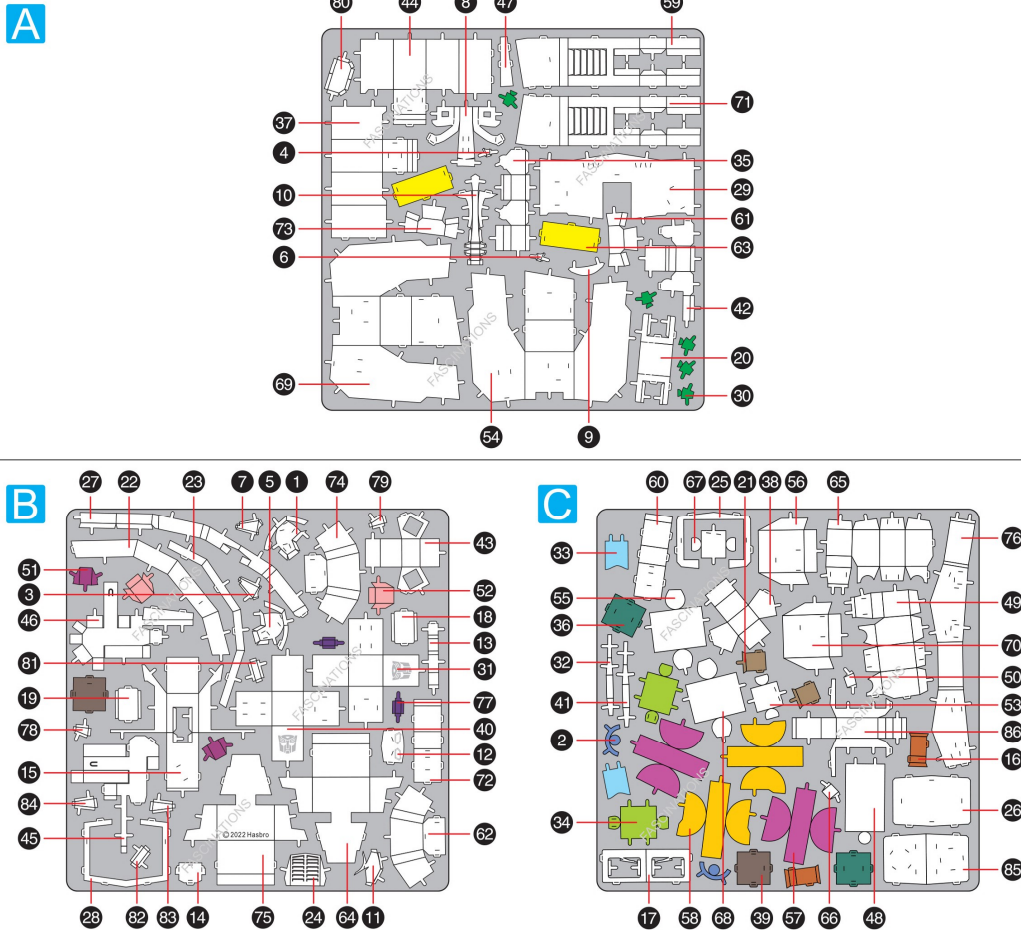 A
80 44 8 47 59
71
37
4
35
10
29
73
61
63
6
42
20
69
30
54 9
FASCINATIONS
FASCINATIONS
FASCINATIONS
B
27 22 23 7 5 1 74 79
43
51
3
52
46
18
13
81
31
19
77
78
40
12
15
72
84
62
45
28 82 83 14 75 24 64 11
FASCINATIONS
FASCINATIONS
FASCINATIONS
© 2022 Hasbro
C
60 67 25 21 38 56 65
76
33
55
49
36
70
32
50
41
53
86
2
16
26
34
85
17 58 68 39 57 66 48
FASCINATIONS
FASCINATIONS
FASCINATIONS